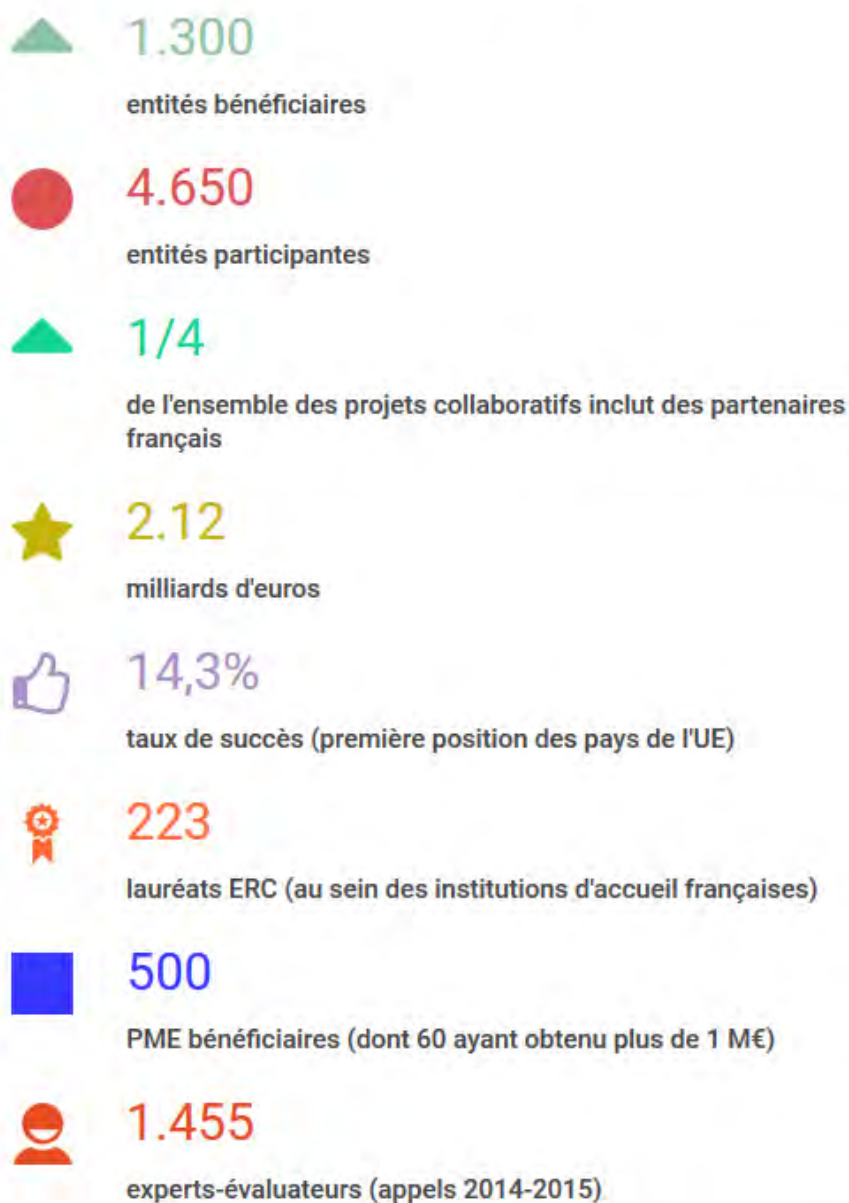 1.300
entités bénéficiaires
4.650
entités participantes
1/4
de l'ensemble des projets collaboratifs inclut des partenaires
français
2.12
milliards d'euros
14,3%
taux de succès (première position des pays de l'UE)
223
lauréats ERC (au sein des institutions d'accueil françaises)
500
PME bénéficiaires (dont 60 ayant obtenu plus de 1 M€)
1.455
experts-évaluateurs (appels 2014-2015)